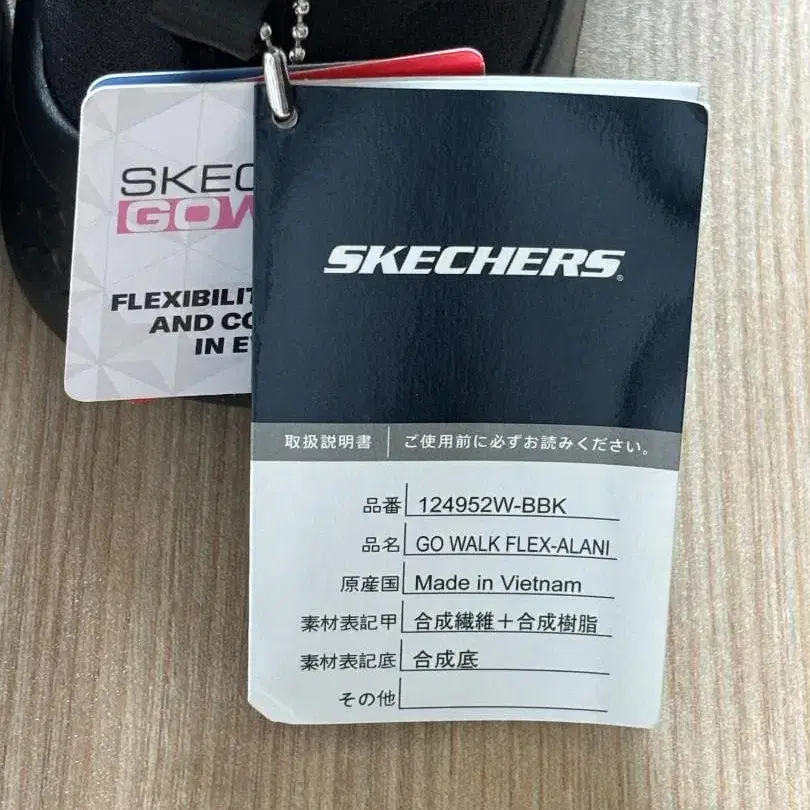 SKECHERS
取扱説明書 ご使用前に必ずお読みください。
品番 124952W-BBK
品名 GO WALK FLEX-ALANI
原産国 Made in Vietnam
素材表記甲 合成繊維＋合成樹脂
素材表記底 合成底
その他
SKEC
GOW
FLEXIBILIT
AND CO
IN E